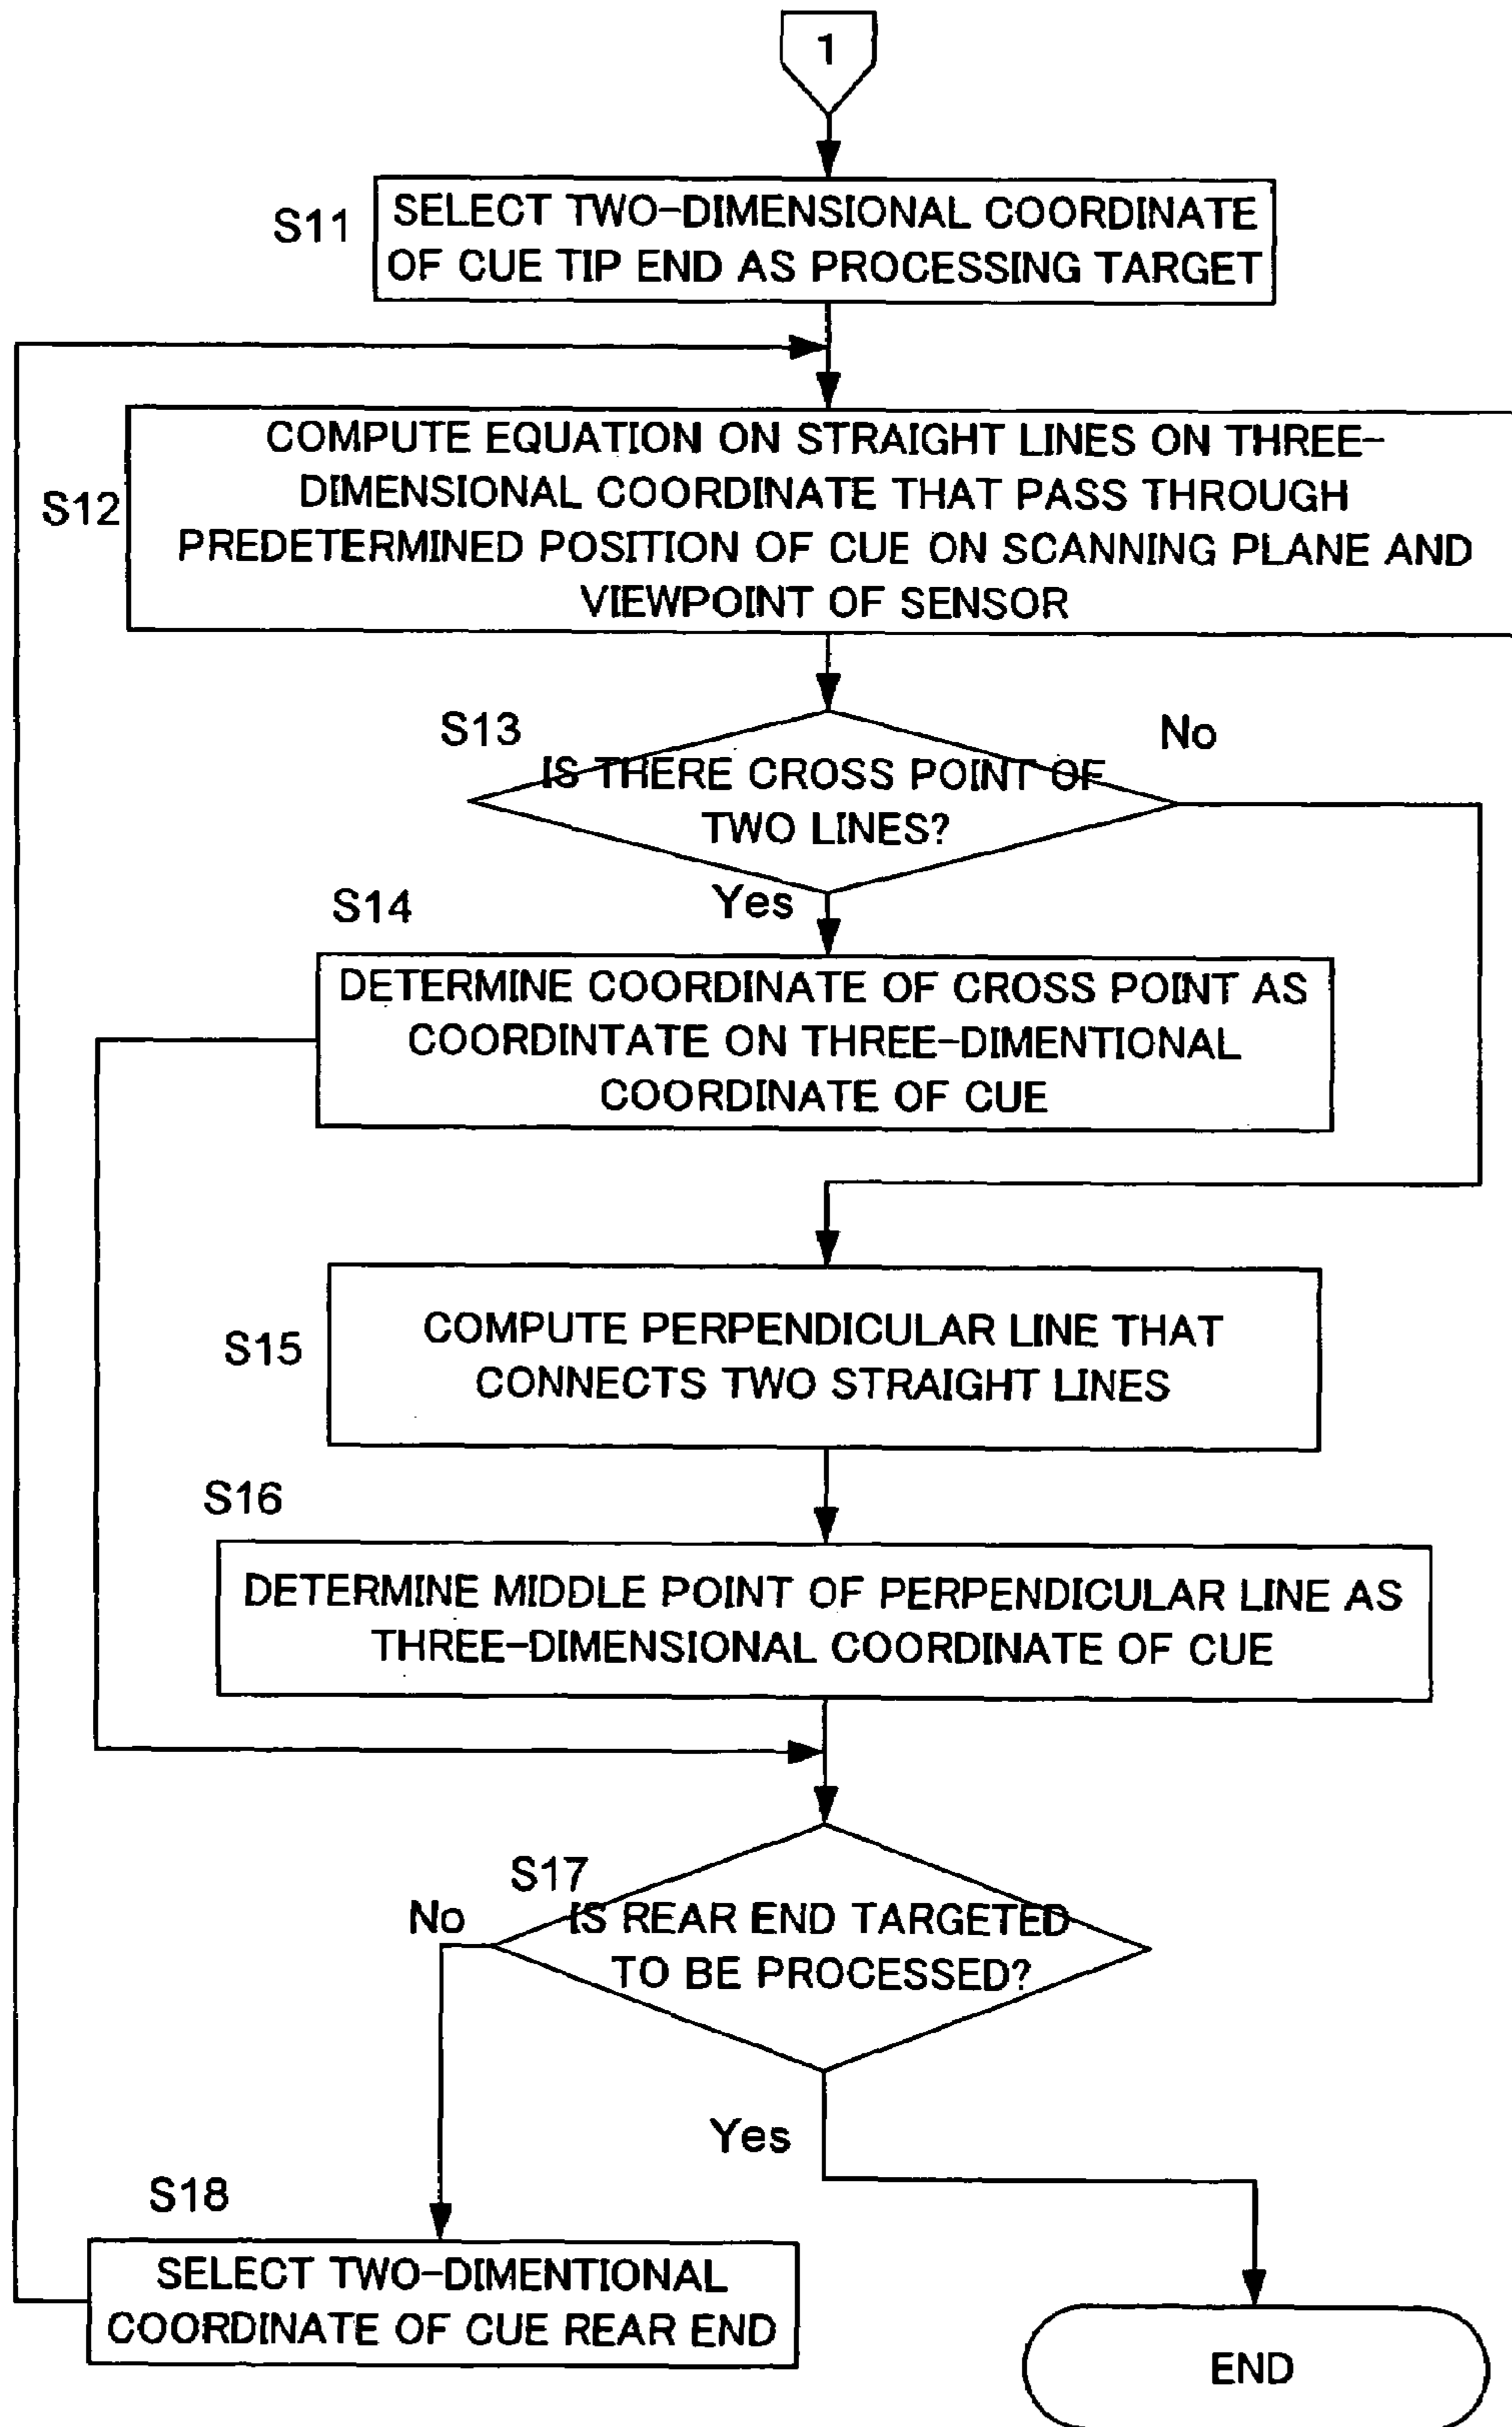 1
S11
SELECT TWO-DIMENSIONAL COORDINATE
OF CUE TIP END AS PROCESSING TARGET
S12
COMPUTE EQUATION ON STRAIGHT LINES ON THREE-
DIMENSIONAL COORDINATE THAT PASS THROUGH
PREDETERMINED POSITION OF CUE ON SCANNING PLANE AND
VIEWPOINT OF SENSOR
S13
No
IS THERE CROSS POINT OF
TWO LINES?
Yes
S14
DETERMINE COORDINATE OF CROSS POINT AS
COORDINTATE ON THREE-DIMENTIONAL
COORDINATE OF CUE
S15
COMPUTE PERPENDICULAR LINE THAT
CONNECTS TWO STRAIGHT LINES
S16
DETERMINE MIDDLE POINT OF PERPENDICULAR LINE AS
THREE-DIMENSIONAL COORDINATE OF CUE
S17
No
IS REAR END TARGETED
TO BE PROCESSED?
Yes
S18
SELECT TWO-DIMENTIONAL
COORDINATE OF CUE REAR END
END